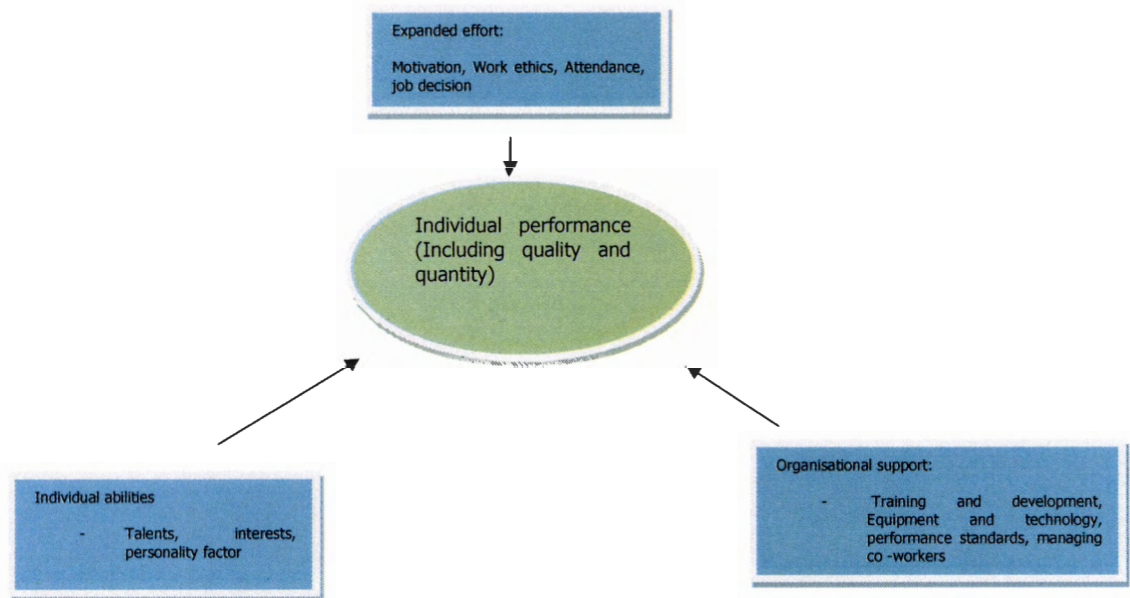 Expanded effort:
Motivation, Work ethics, Attendance,
job decision
Individual performance
(Including quality and
quantity)
Individual abilities
- Talents, interests,
personality factor
Organisational support:
- Training and development,
Equipment and technology,
performance standards, managing
co -workers